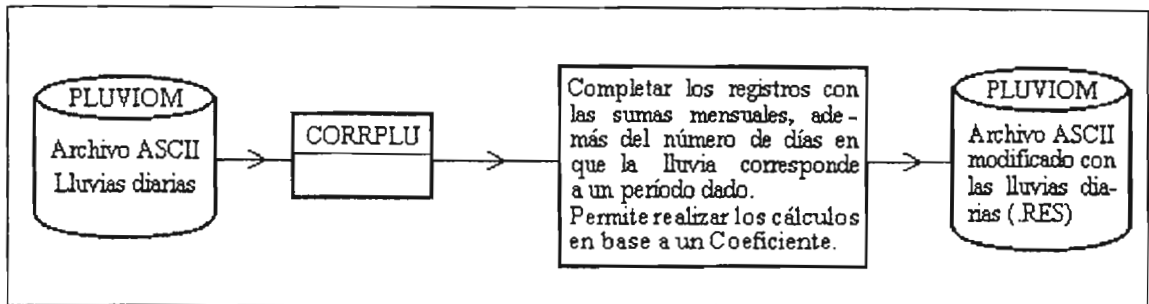 PLUVIOM
Archivo ASCII
Lluvias diarias
CORRPLU
Completar los registros con
las sumas mensuales, ade-
más del número de días en
que la lluvia corresponde
a un período dado.
Permite realizar los cálculos
en base a un Coeficiente.
PLUVIOM
Archivo ASCII
modificado con
las lluvias dia-
rias (.RES)